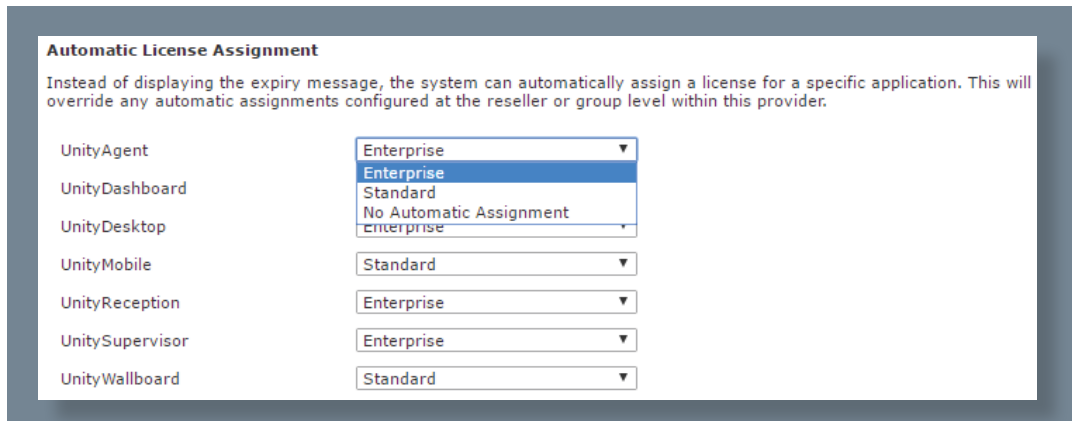 Automatic License Assignment
Instead of displaying the expiry message, the system can automatically assign a license for a specific application. This will
override any automatic assignments configured at the reseller or group level within this provider.
UnityAgent Enterprise
Enterprise
UnityDashboard Standard
No Automatic Assignment
UnityDesktop Enterprise
UnityMobile Standard
UnityReception Enterprise
UnitySupervisor Enterprise
UnityWallboard Standard